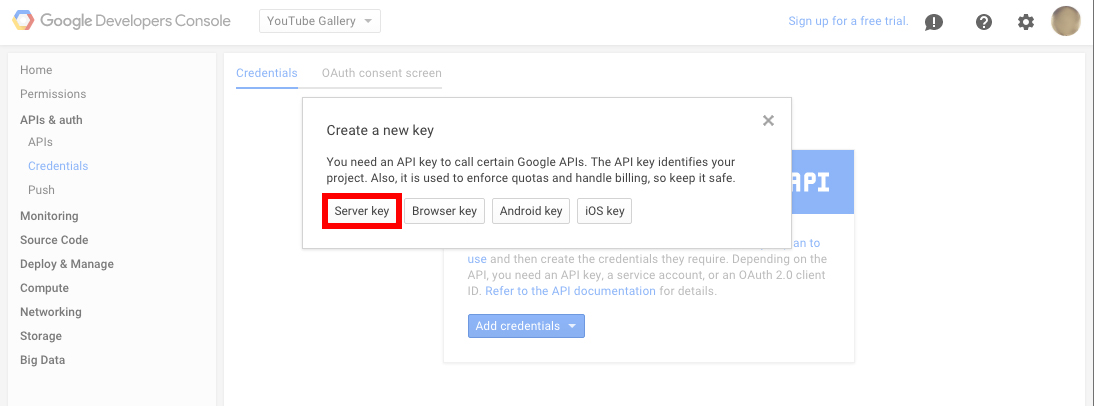 Google Developers Console
YouTube Gallery
Sign up for a free trial.
Home
Permissions
APIs & auth
APIs
Credentials
Push
Monitoring
Source Code
Deploy & Manage
Compute
Networking
Storage
Big Data
Credentials
OAuth consent screen
Create a new key
You need an API key to call certain Google APIs. The API key identifies your
project. Also, it is used to enforce quotas and handle billing, so keep it safe.
Server key
Browser key
Android key
iOS key
API
to
use and then create the credentials they require. Depending on the
API, you need an API key, a service account, or an OAuth 2.0 client
ID. Refer to the API documentation for details.
Add credentials